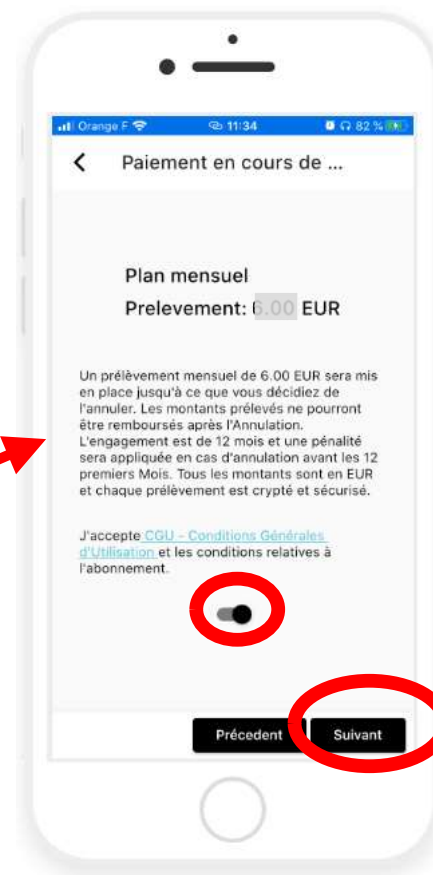 Orange F 11:34 82 %
Paiement en cours de ...
Plan mensuel
Prelevement: 6.00 EUR
Un prélèvement mensuel de 6.00 EUR sera mis
en place jusqu'à ce que vous décidiez de
l'annuler. Les montants prélevés ne pourront
être remboursés après l'Annulation.
L'engagement est de 12 mois et une pénalité
sera appliquée en cas d'annulation avant les 12
premiers Mois. Tous les montants sont en EUR
et chaque prélèvement est crypté et sécurisé.
J'accepte CGU - Conditions Générales
d'Utilisation et les conditions relatives à
l'abonnement.
Précedent Suivant